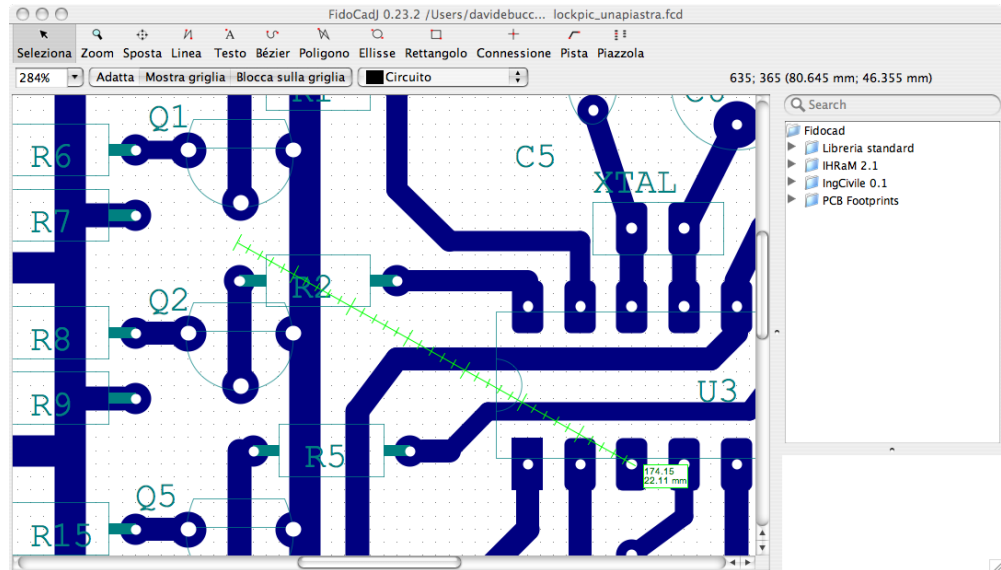 FidoCadJ 0.23.2 /Users/davidebucc... lockpic_unapiastra.fcd
Seleziona Zoom Sposta Linea Testo Bézier Poligono Ellisse Rettangolo Connessione Pista Piazzola
284% Adatta Mostra griglia Blocca sulla griglia Circuito 635; 365 (80.645 mm; 46.355 mm)
Search
Fidocad
Libreria standard
IHRaM 2.1
IngCivile 0.1
PCB Footprints
R1
C6
Q1
R6
C5
XTAL
R7
R2
Q2
R8
U3
R9
R5
174.15
22.11 mm
Q5
R15